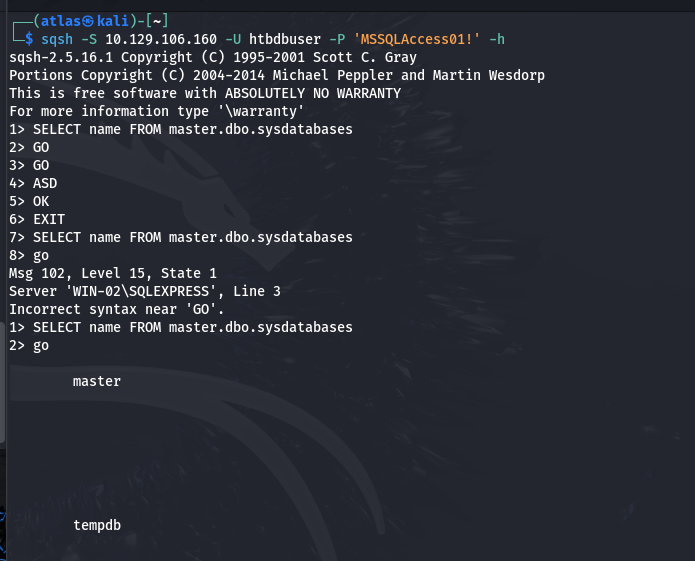 ┌──(atlas㉿kali)-[~]
└─$ sqsh -S 10.129.106.160 -U htbdbuser -P 'MSSQLAccess01!' -h
sqsh-2.5.16.1 Copyright (C) 1995-2001 Scott C. Gray
Portions Copyright (C) 2004-2014 Michael Peppler and Martin Wesdorp
This is free software with ABSOLUTELY NO WARRANTY
For more information type '\warranty'
1> SELECT name FROM master.dbo.sysdatabases
2> GO
3> GO
4> ASD
5> OK
6> EXIT
7> SELECT name FROM master.dbo.sysdatabases
8> go
Msg 102, Level 15, State 1
Server 'WIN-02\SQLEXPRESS', Line 3
Incorrect syntax near 'GO'.
1> SELECT name FROM master.dbo.sysdatabases
2> go
master
tempdb